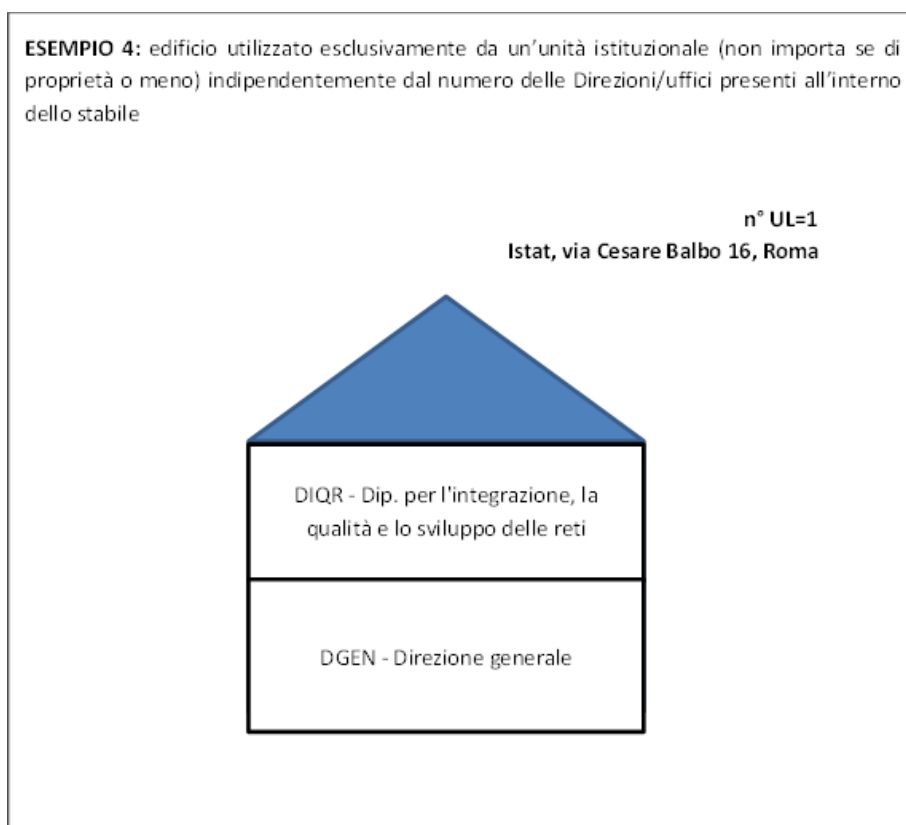 ESEMPIO 4: edificio utilizzato esclusivamente da un'unità istituzionale (non importa se di
proprietà o meno) indipendentemente dal numero delle Direzioni/uffici presenti all'interno
dello stabile
n° UL=1
Istat, via Cesare Balbo 16, Roma
DIQR - Dip. per l'integrazione, la
qualità e lo sviluppo delle reti
DGEN - Direzione generale